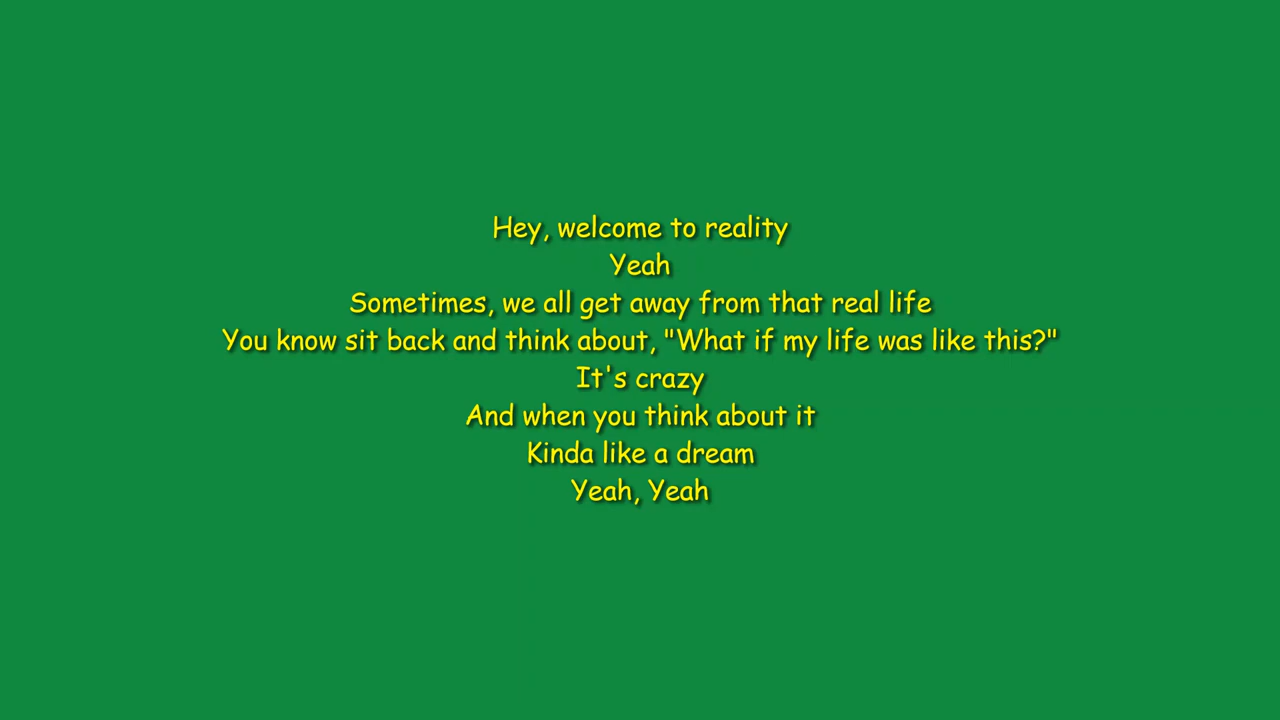 Hey, welcome to reality
Yeah
Sometimes, we all get away from that real life
You know sit back and think about, "What if my life was like this?"
It's crazy
And when you think about it
Kinda like a dream
Yeah, Yeah